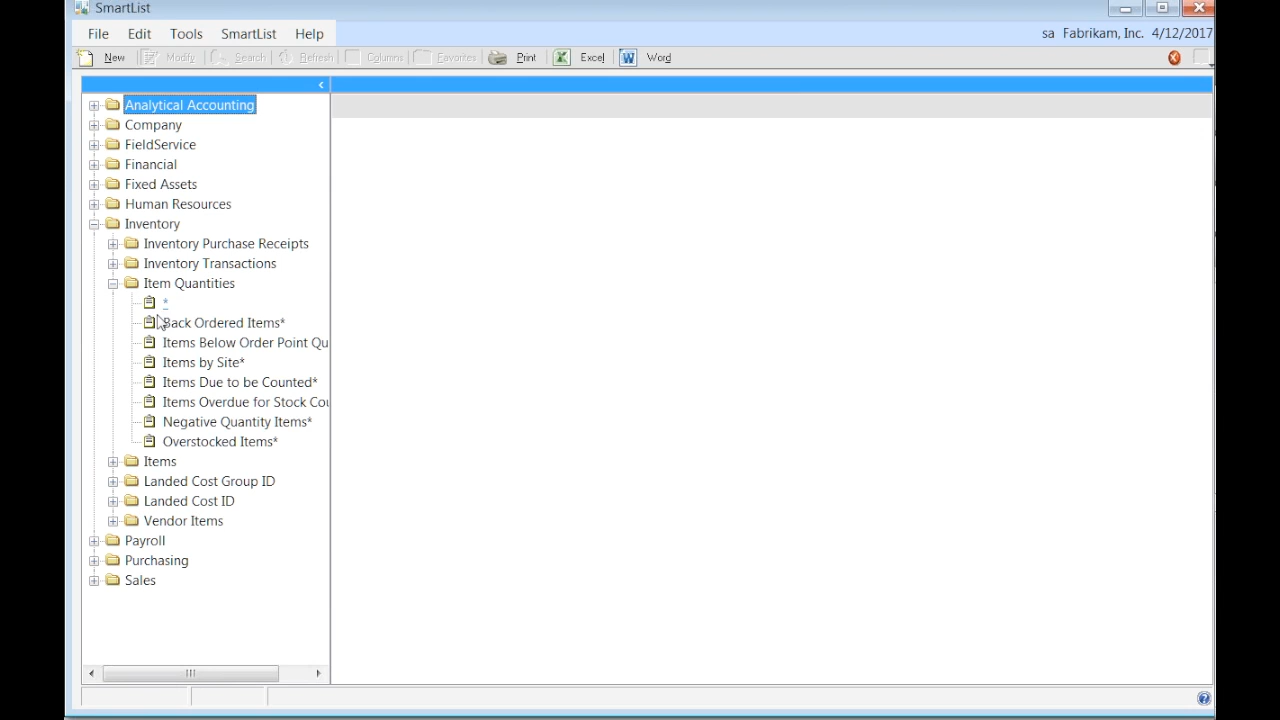 SmartList
File Edit Tools SmartList Help
sa Fabrikam, Inc. 4/12/2017
New Modify Search Refresh Columns Favorites Print Excel Word
Analytical Accounting
Company
FieldService
Financial
Fixed Assets
Human Resources
Inventory
Inventory Purchase Receipts
Inventory Transactions
Item Quantities
*
Back Ordered Items*
Items Below Order Point Qu
Items by Site*
Items Due to be Counted*
Items Overdue for Stock Cou
Negative Quantity Items*
Overstocked Items*
Items
Landed Cost Group ID
Landed Cost ID
Vendor Items
Payroll
Purchasing
Sales